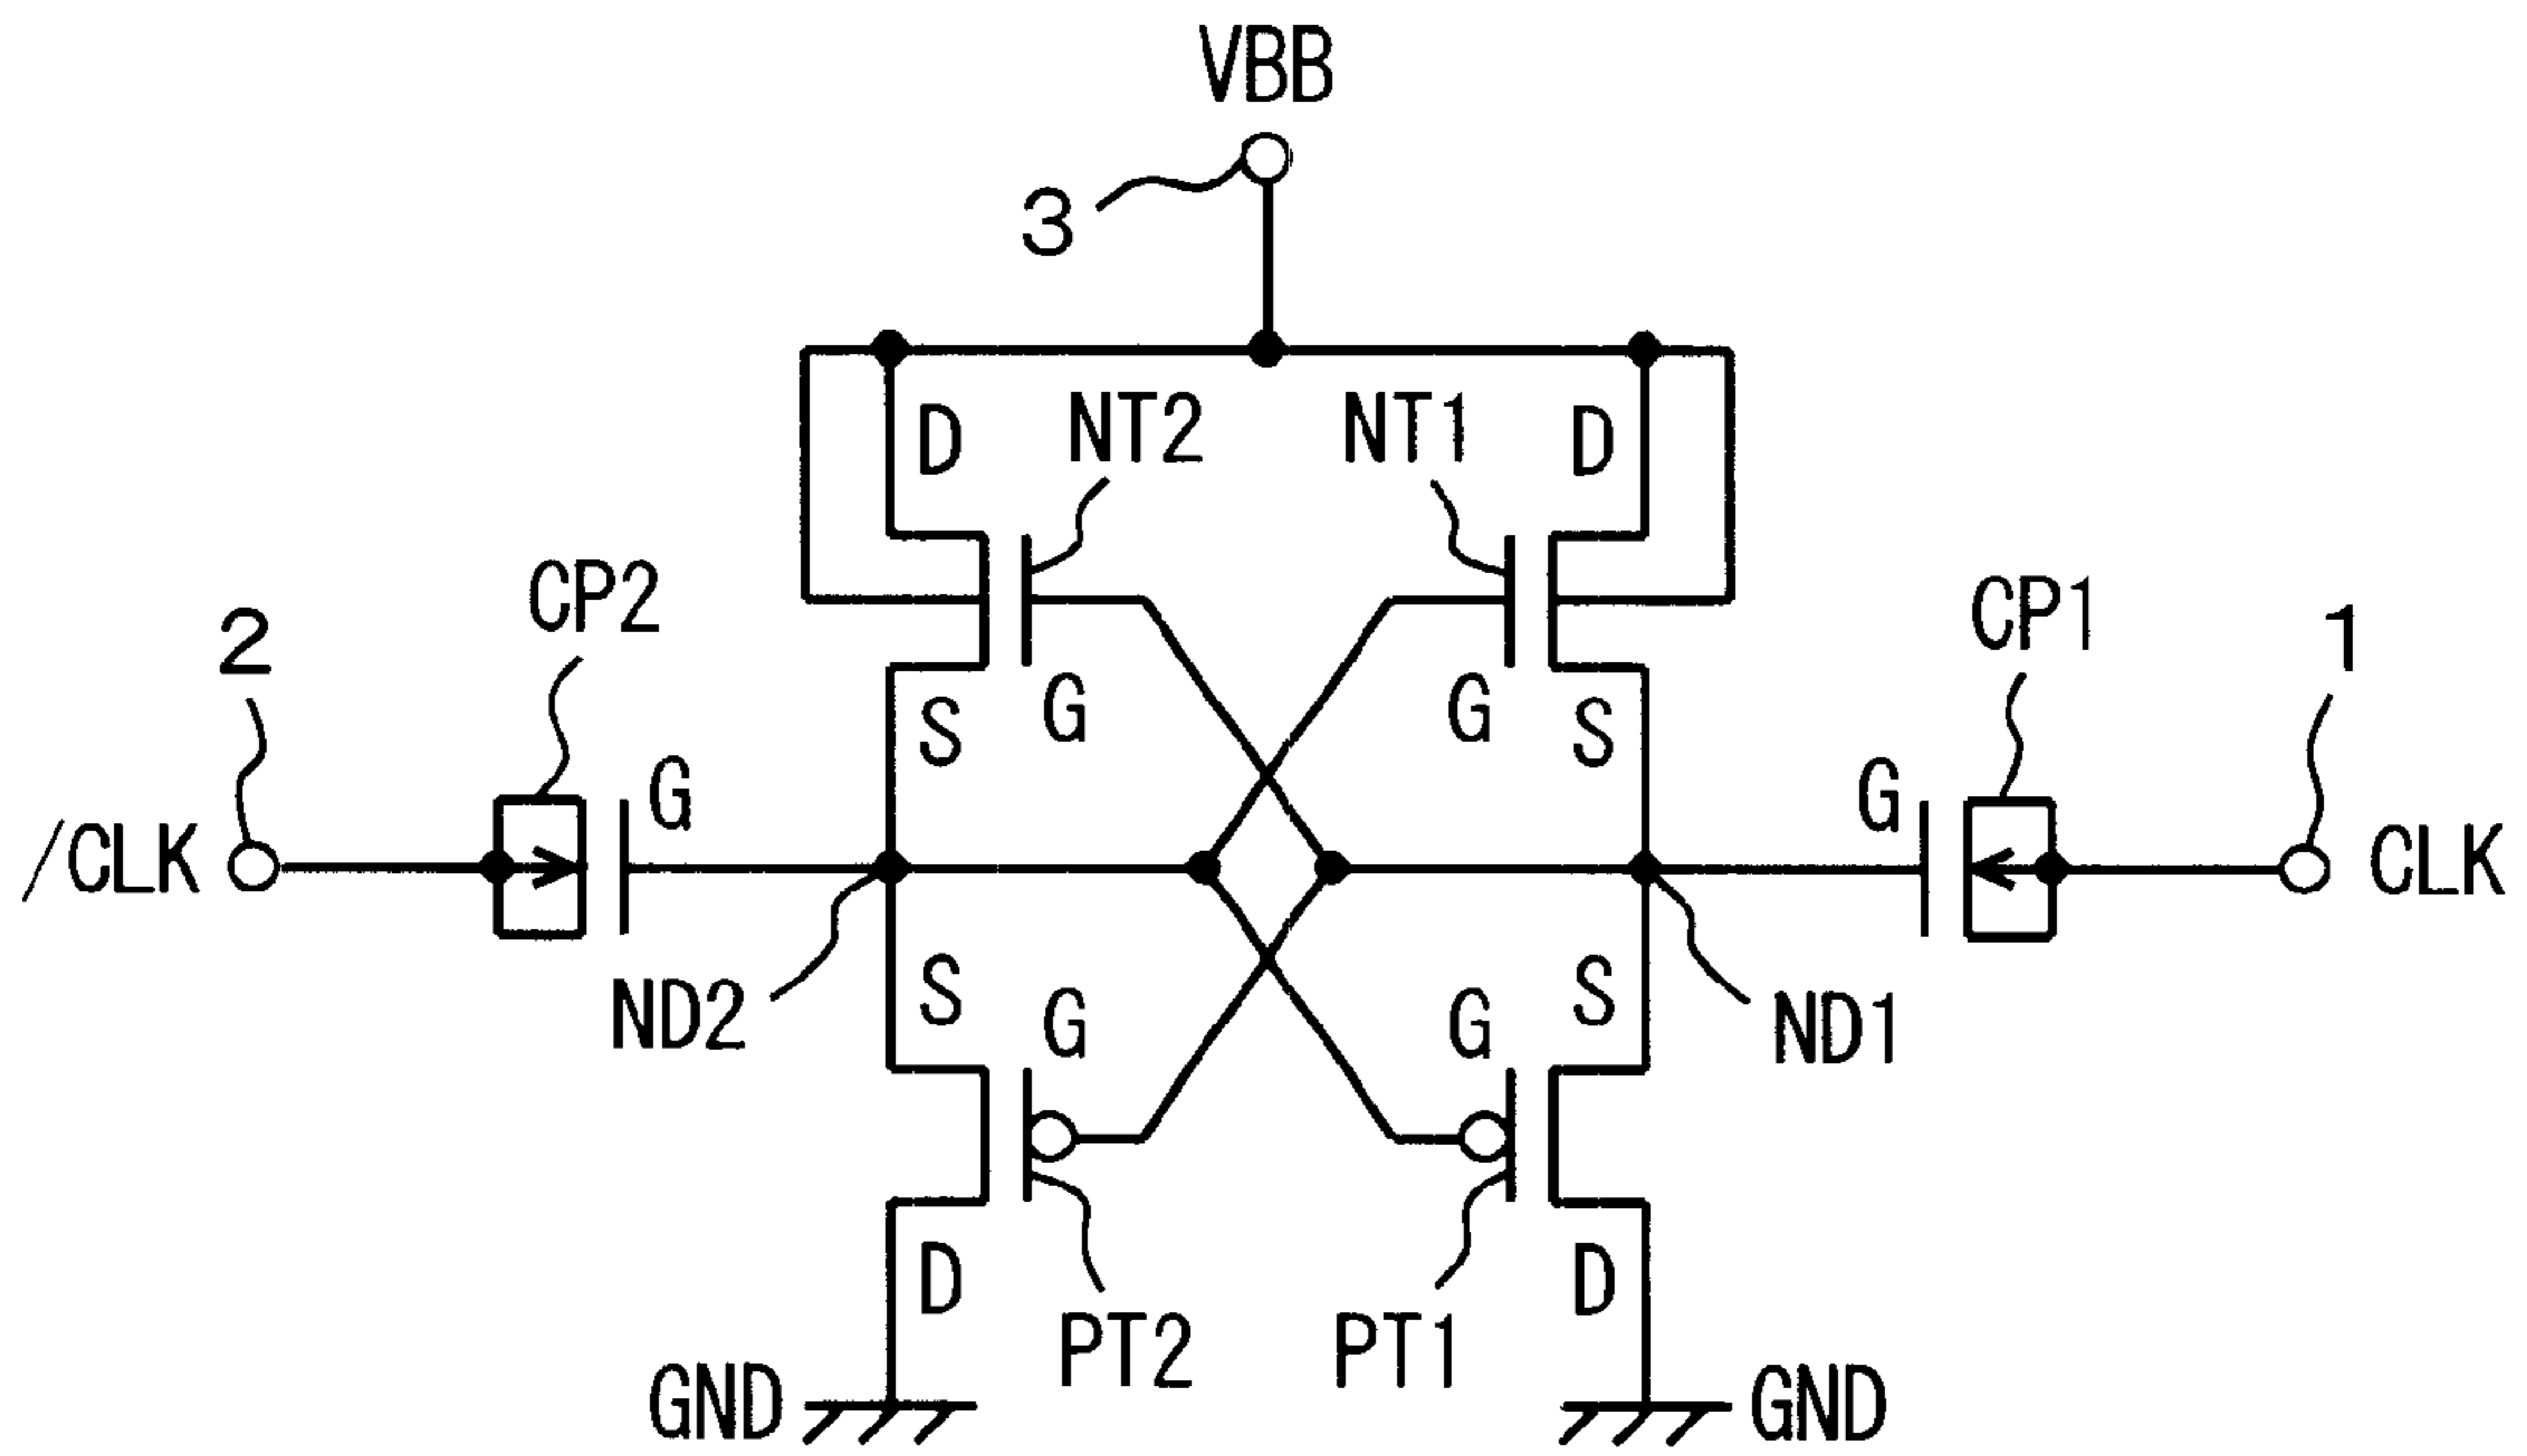 VBB
3
D NT2 NT1 D
CP2 CP1
2 1
S G G S
G G
/CLK CLK
ND2 S G G S ND1
D PT2 PT1 D
GND GND